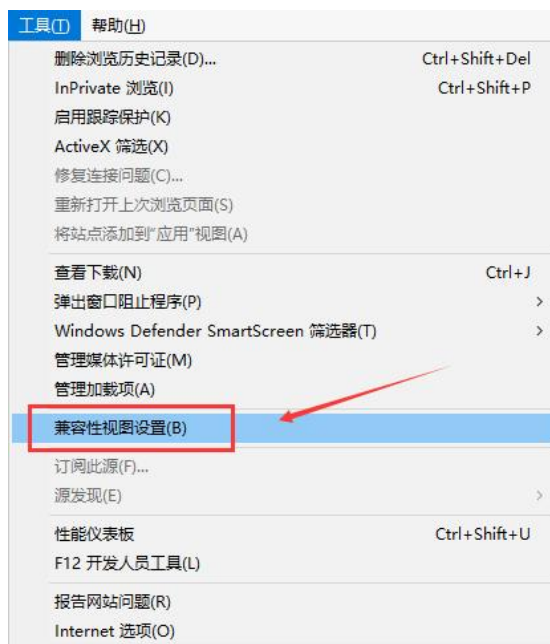 工具(T) 帮助(H)
删除浏览历史记录(D)... Ctrl+Shift+Del
InPrivate 浏览(I) Ctrl+Shift+P
启用跟踪保护(K)
ActiveX 筛选(X)
修复连接问题(C)...
重新打开上次浏览页面(S)
将站点添加到“应用”视图(A)
查看下载(N) Ctrl+J
弹出窗口阻止程序(P)
Windows Defender SmartScreen 筛选器(T)
管理媒体许可证(M)
管理加载项(A)
兼容性视图设置(B)
订阅此源(F)...
源发现(E)
性能仪表板 Ctrl+Shift+U
F12 开发人员工具(L)
报告网站问题(R)
Internet 选项(O)